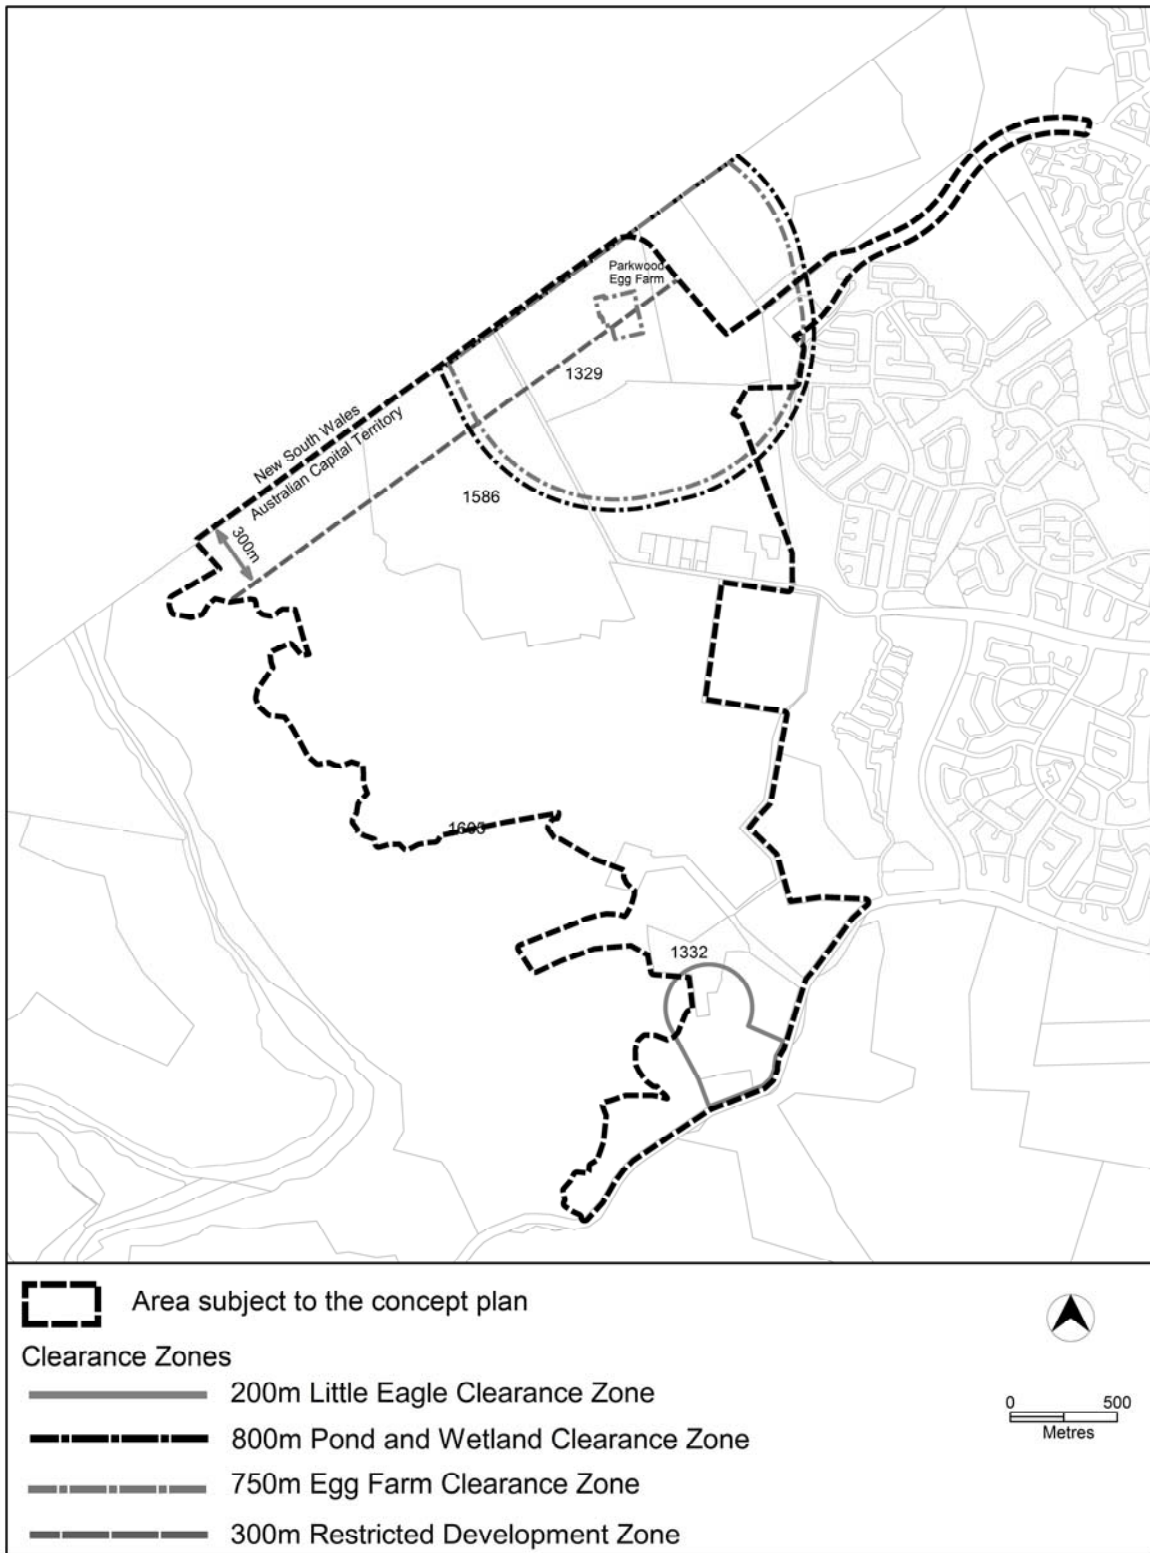 Parkwood
Egg Farm
1329
New South Wales
Australian Capital Territory
1586
300m
1605
1332
Area subject to the concept plan
Clearance Zones
200m Little Eagle Clearance Zone
800m Pond and Wetland Clearance Zone
750m Egg Farm Clearance Zone
300m Restricted Development Zone
0 500
Metres